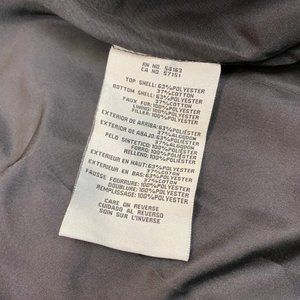 RN NO. 56163
CA NO. 57151
TOP SHELL: 63%POLYESTER
37%COTTON
BOTTOM SHELL: 63%POLYESTER
37%COTTON
FAUX FUR: 100%POLYESTER
LINING: 100%POLYESTER
FILLER: 100%POLYESTER
EXTERIOR DE ARRIBA: 63%POLIESTER
37%ALGODON
EXTERIOR DE ABAJO: 63%POLIESTER
37%ALGODON
PELO SINTETICO: 100%POLIESTER
FORRO: 100%POLIESTER
RELLENO: 100%POLIESTER
EXTERIEUR EN HAUT: 63%POLYESTER
37%COTON
EXTERIEUR EN BAS: 63%POLYESTER
37%COTON
FAUSSE FOURRURE: 100%POLYESTER
DOUBLURE: 100%POLYESTER
REMPLISSAGE: 100%POLYESTER
CARE ON REVERSE
CUIDADO AL REVERSO
SOIN AU REVERSO